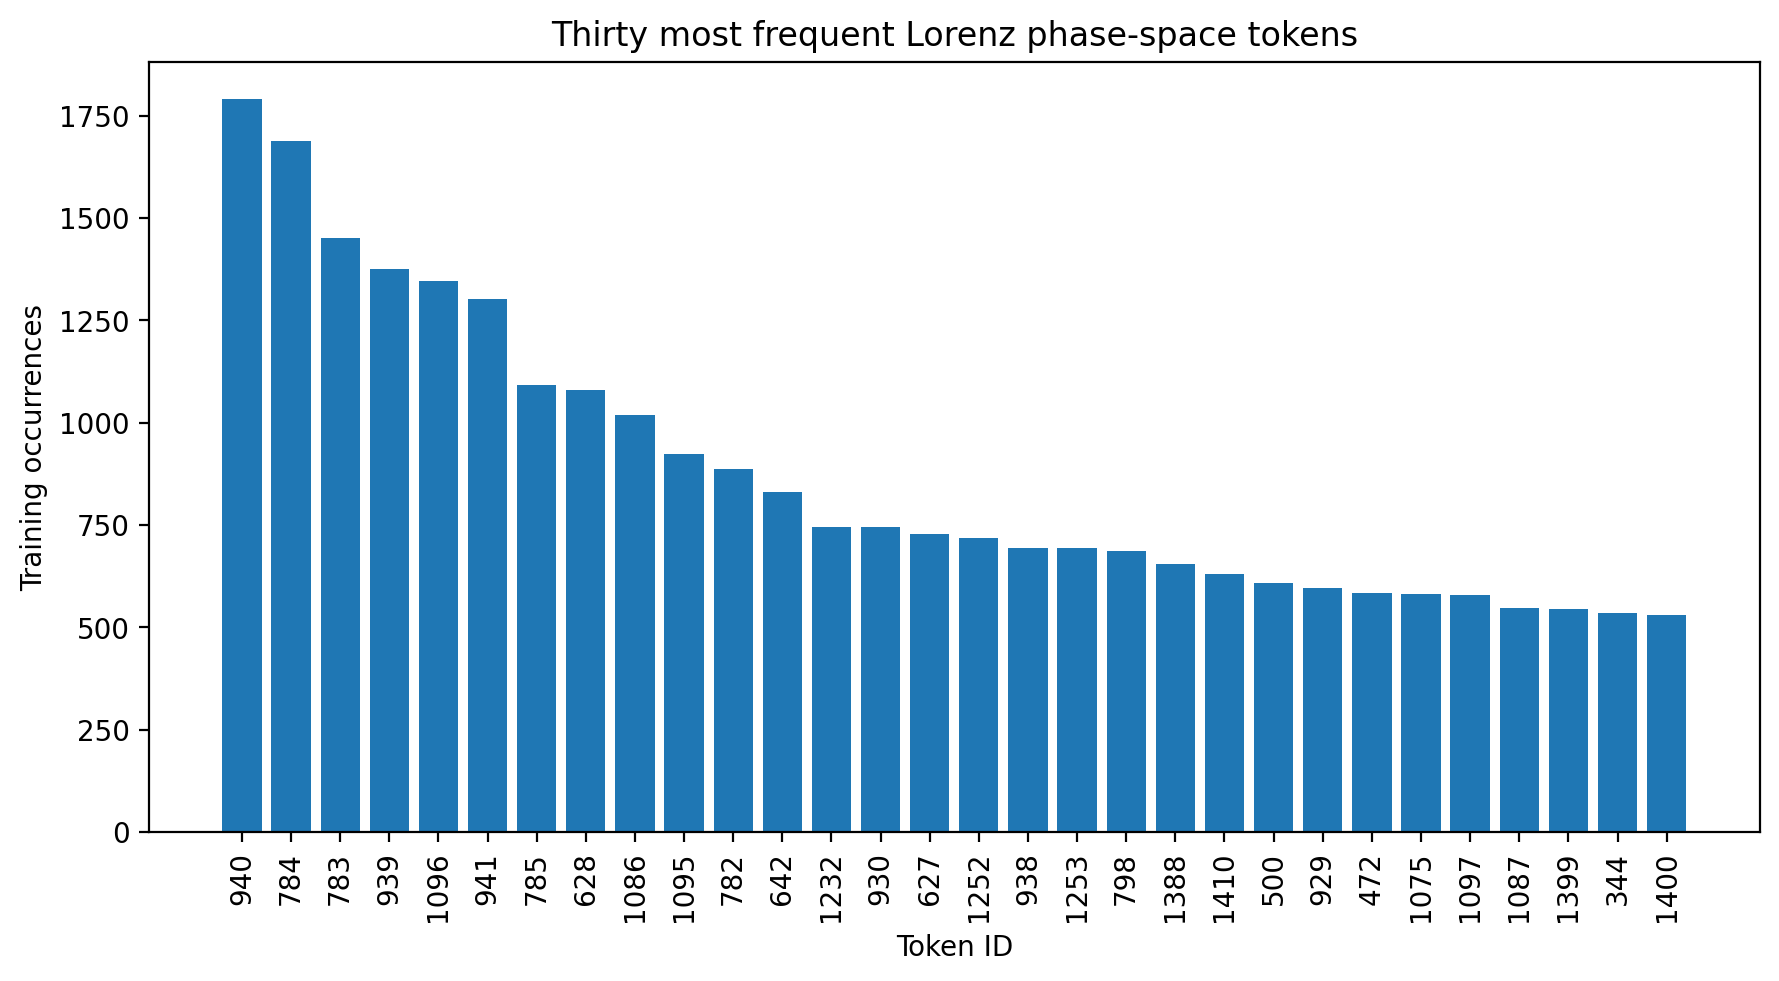 Thirty most frequent Lorenz phase-space tokens
Training occurrences
1750
1500
1250
1000
750
500
250
0
940 784 783 939 1096 941 785 628 1086 1095 782 642 1232 930 627 1252 938 1253 798 1388 1410 500 929 472 1075 1097 1087 1399 344 1400
Token ID